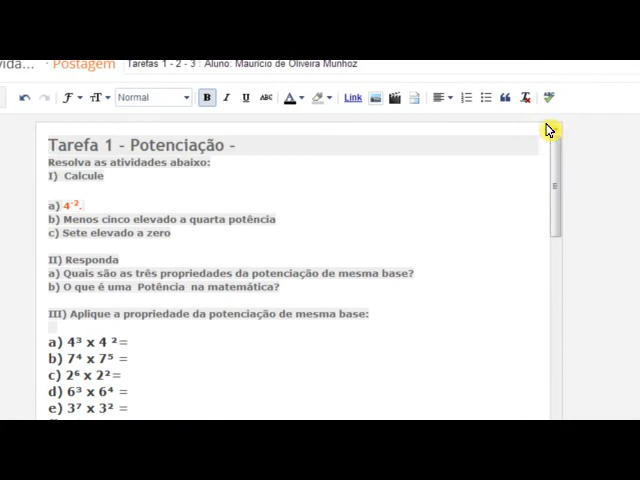 vida... · Postagem Tarefas 1 - 2 - 3 : Aluno: Mauricio de Oliveira Munhoz
Normal B I U ABC A Link
Tarefa 1 - Potenciação -
Resolva as atividades abaixo:
I) Calcule
a) 4⁻².
b) Menos cinco elevado a quarta potência
c) Sete elevado a zero
II) Responda
a) Quais são as três propriedades da potenciação de mesma base?
b) O que é uma Potência na matemática?
III) Aplique a propriedade da potenciação de mesma base:
a) 4³ x 4 ²=
b) 7⁴ x 7⁵ =
c) 2⁶ x 2²=
d) 6³ x 6⁴ =
e) 3⁷ x 3² =